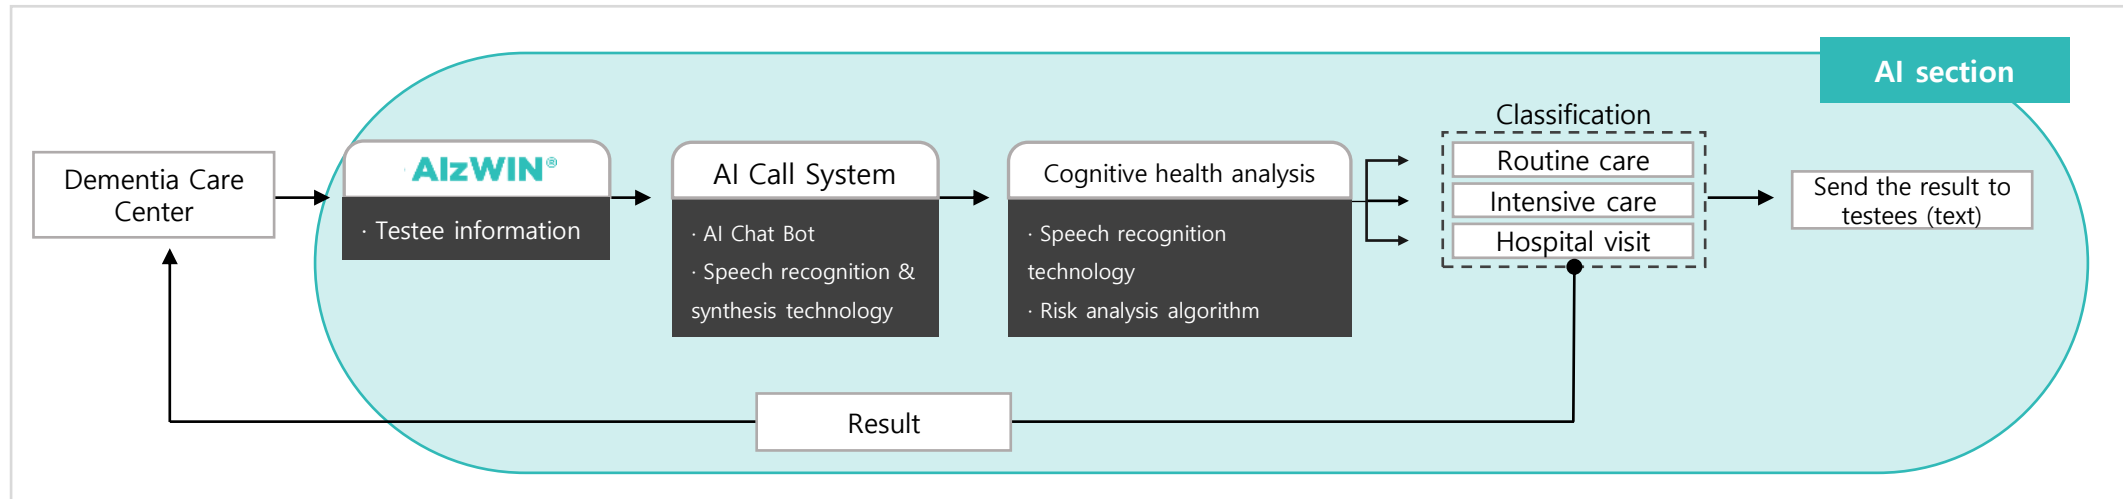 AI section
Dementia Care
Center
AIzWIN®
· Testee information
AI Call System
· AI Chat Bot
· Speech recognition &
synthesis technology
Cognitive health analysis
· Speech recognition
technology
· Risk analysis algorithm
Classification
Routine care
Intensive care
Hospital visit
Send the result to
testees (text)
Result